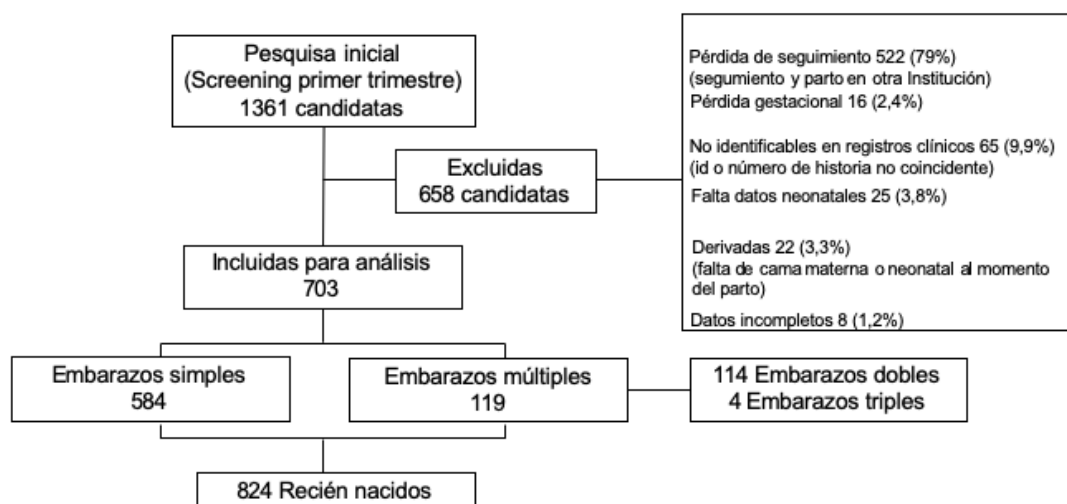 Pesquisa inicial
(Screening primer trimestre)
1361 candidatas
Excluidas
658 candidatas
Pérdida de seguimiento 522 (79%)
(segumiento y parto en otra Institución)
Pérdida gestacional 16 (2,4%)
No identificables en registros clínicos 65 (9,9%)
(id o número de historia no coincidente)
Falta datos neonatales 25 (3,8%)
Derivadas 22 (3,3%)
(falta de cama materna o neonatal al momento
del parto)
Datos incompletos 8 (1,2%)
Incluidas para análisis
703
Embarazos simples
584
Embarazos múltiples
119
114 Embarazos dobles
4 Embarazos triples
824 Recién nacidos